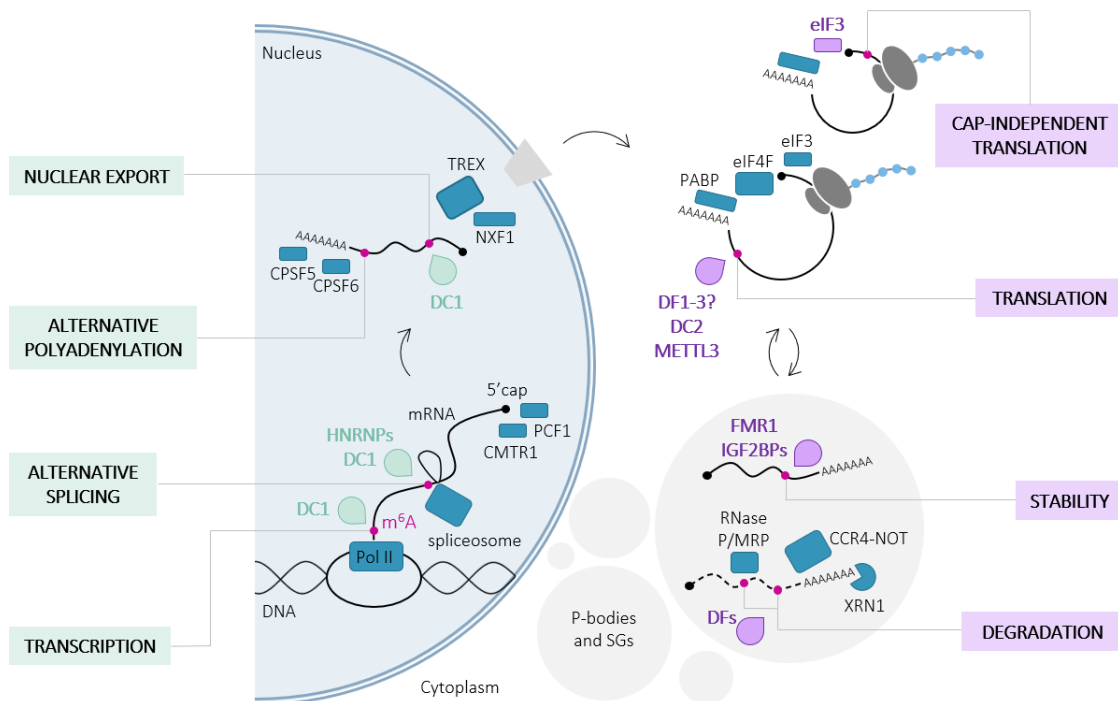 Nucleus
NUCLEAR EXPORT
TREX
NXF1
AAAAAAA
CPSF5
CPSF6
DC1
ALTERNATIVE
POLYADENYLATION
5'cap
mRNA
PCF1
CMTR1
HNRNPs
DC1
ALTERNATIVE
SPLICING
DC1
m⁶A
spliceosome
Pol II
DNA
TRANSCRIPTION
Cytoplasm
eIF3
AAAAAAA
CAP-INDEPENDENT
TRANSLATION
eIF3
eIF4F
PABP
AAAAAAA
DF1-3?
DC2
METTL3
TRANSLATION
FMR1
IGF2BPs
AAAAAAA
STABILITY
RNase
P/MRP
CCR4-NOT
AAAAAAA
XRN1
DFs
DEGRADATION
P-bodies
and SGs